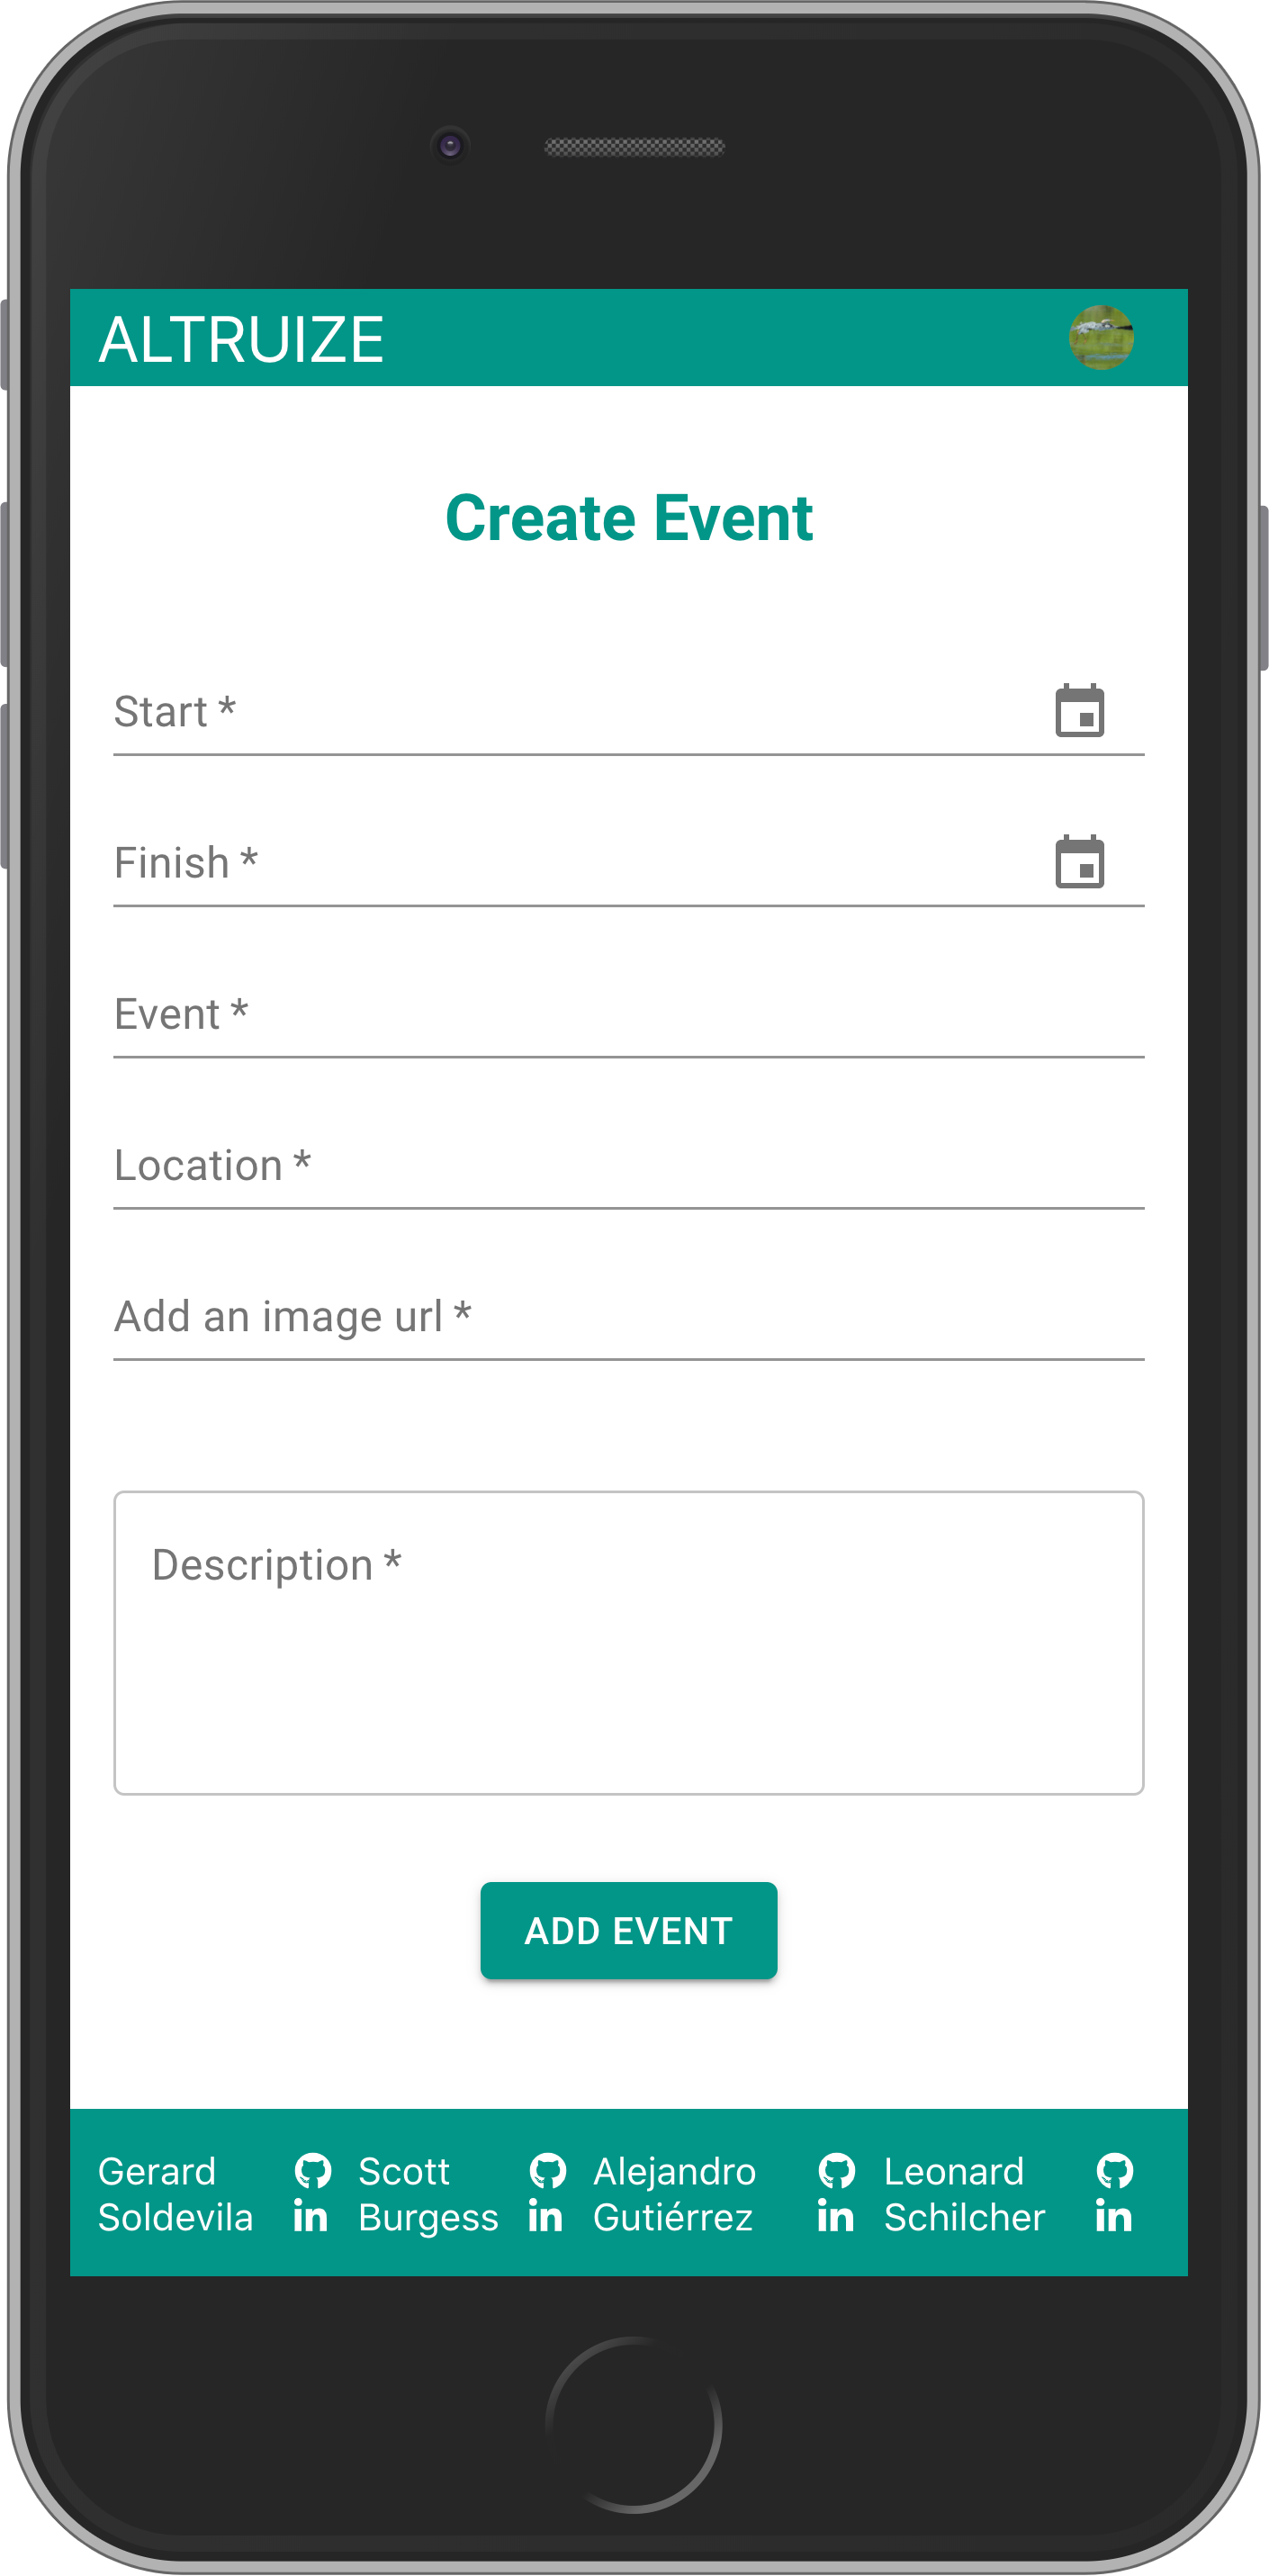 ALTRUIZE
Create Event
Start *
Finish *
Event *
Location *
Add an image url *
Description *
ADD EVENT
Gerard
Soldevila
in
Scott
Burgess
in
Alejandro
Gutiérrez
in
Leonard
Schilcher
in